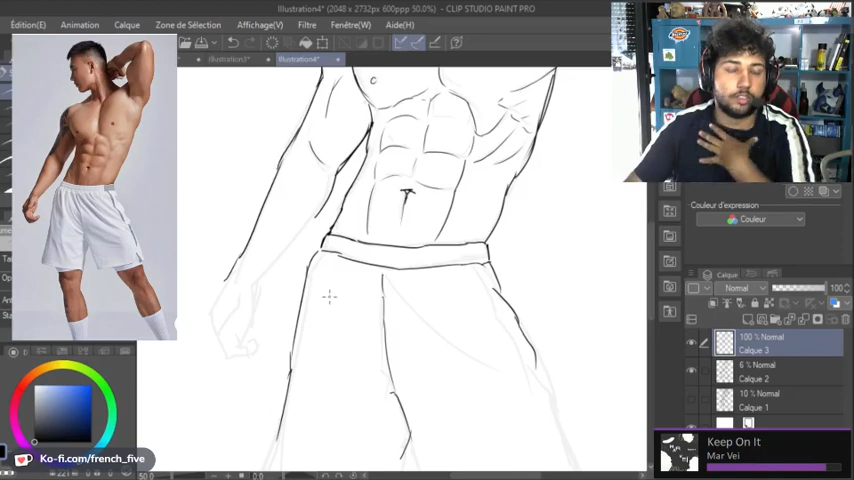 Illustration4* (2048 x 2732px 600ppp 50.0%) - CLIP STUDIO PAINT PRO
Édition(E) Animation Calque Zone de Sélection Affichage(V) Filtre Fenêtre(W) Aide(H)
Illustration3* Illustration4*
Couleur d'expression
Couleur
Calque
Normal 100
100 % Normal
Calque 3
6 % Normal
Calque 2
10 % Normal
Calque 1
Keep On It
Mar Vei
Ko-fi.com/french_five
50.0